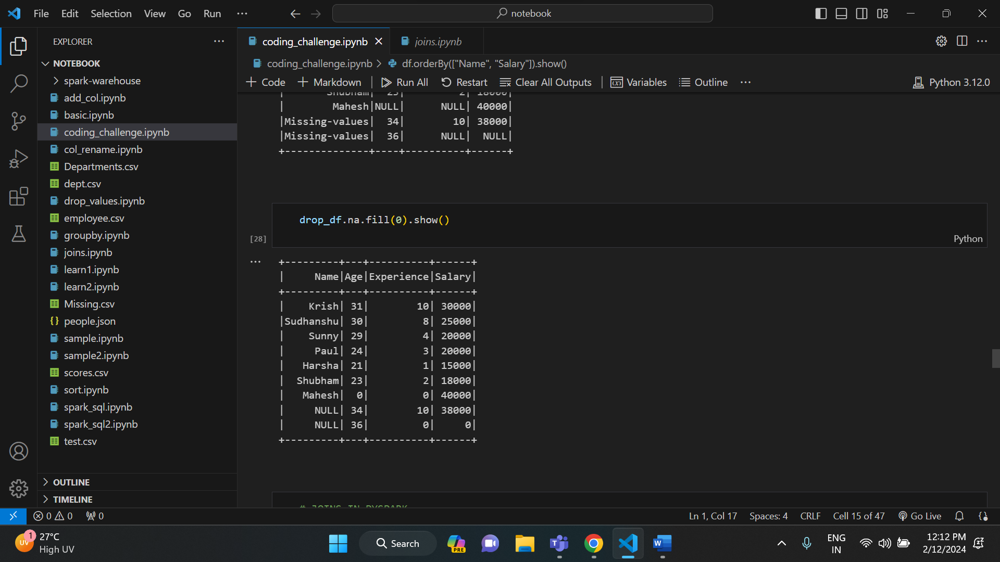 File Edit Selection View Go Run ···
notebook
EXPLORER ···
NOTEBOOK
spark-warehouse
add_col.ipynb
basic.ipynb
coding_challenge.ipynb
col_rename.ipynb
Departments.csv
dept.csv
drop_values.ipynb
employee.csv
groupby.ipynb
joins.ipynb
learn1.ipynb
learn2.ipynb
Missing.csv
people.json
sample.ipynb
sample2.ipynb
scores.csv
sort.ipynb
spark_sql.ipynb
spark_sql2.ipynb
test.csv
OUTLINE
TIMELINE
coding_challenge.ipynb joins.ipynb
coding_challenge.ipynb > df.orderBy(["Name", "Salary"]).show()
+ Code + Markdown | Run All Restart Clear All Outputs | Variables Outline ··· Python 3.12.0
| Shubham| 23| 2| 18000|
| Mahesh|NULL| NULL| 40000|
|Missing-values| 34| 10| 38000|
|Missing-values| 36| NULL| NULL|
+--------------+----+----------+------+
drop_df.na.fill(0).show()
[28]
Python
+---------+---+----------+------+
| Name|Age|Experience|Salary|
+---------+---+----------+------+
| Krish| 31| 10| 30000|
|Sudhanshu| 30| 8| 25000|
| Sunny| 29| 4| 20000|
| Paul| 24| 3| 20000|
| Harsha| 21| 1| 15000|
| Shubham| 23| 2| 18000|
| Mahesh| 0| 0| 40000|
| NULL| 34| 10| 38000|
| NULL| 36| 0| 0|
+---------+---+----------+------+
# JOINS IN PYSPARK
0 0 0 Ln 1, Col 17 Spaces: 4 CRLF Cell 15 of 47 Go Live
UV 1 27°C
High UV
Search
PRE
ENG
IN
12:12 PM
2/12/2024